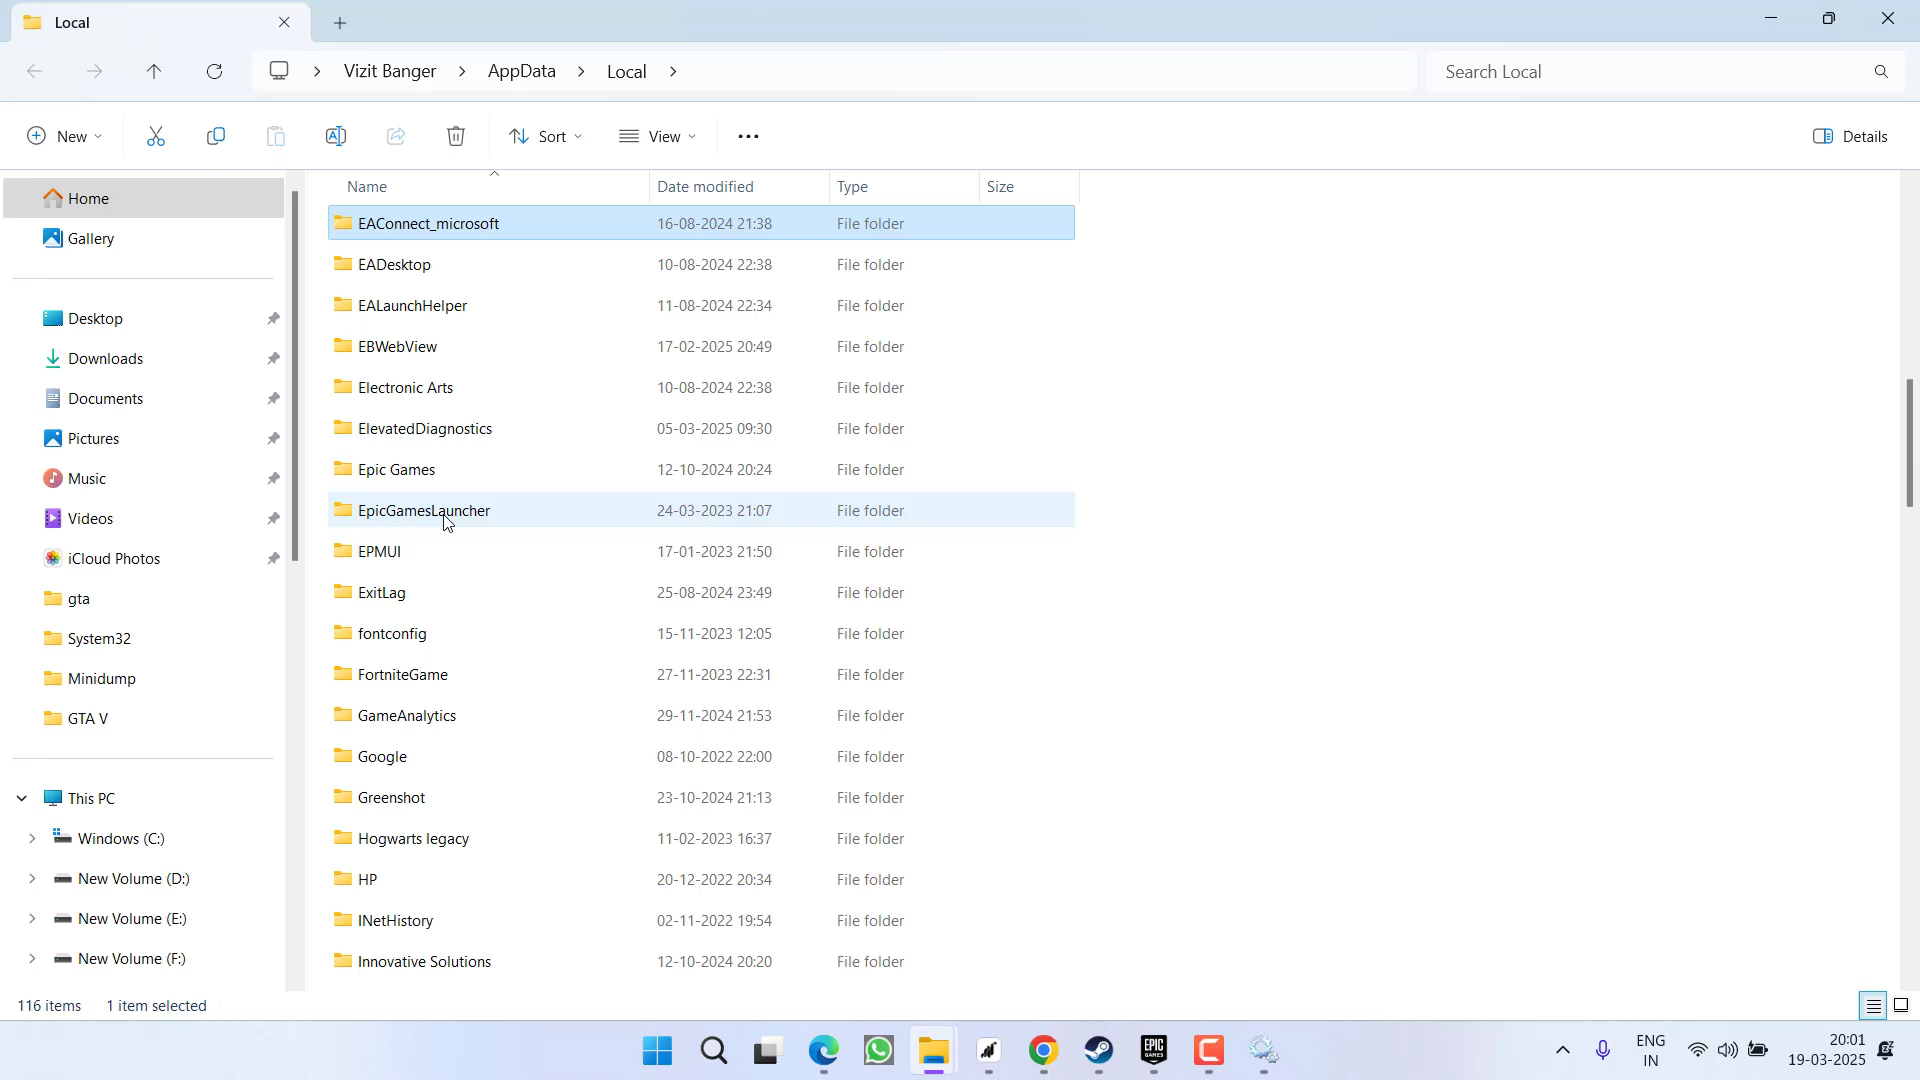 Local
Vizit Banger > AppData > Local >
Search Local
New
Sort
View
Details
Home
Gallery
Desktop
Downloads
Documents
Pictures
Music
Videos
iCloud Photos
gta
System32
Minidump
GTA V
This PC
Windows (C:)
New Volume (D:)
New Volume (E:)
New Volume (F:)
Name Date modified Type Size
EAConnect_microsoft 16-08-2024 21:38 File folder
EADesktop 10-08-2024 22:38 File folder
EALaunchHelper 11-08-2024 22:34 File folder
EBWebView 17-02-2025 20:49 File folder
Electronic Arts 10-08-2024 22:38 File folder
ElevatedDiagnostics 05-03-2025 09:30 File folder
Epic Games 12-10-2024 20:24 File folder
EpicGamesLauncher 24-03-2023 21:07 File folder
EPMUI 17-01-2023 21:50 File folder
ExitLag 25-08-2024 23:49 File folder
fontconfig 15-11-2023 12:05 File folder
FortniteGame 27-11-2023 22:31 File folder
GameAnalytics 29-11-2024 21:53 File folder
Google 08-10-2022 22:00 File folder
Greenshot 23-10-2024 21:13 File folder
Hogwarts legacy 11-02-2023 16:37 File folder
HP 20-12-2022 20:34 File folder
INetHistory 02-11-2022 19:54 File folder
Innovative Solutions 12-10-2024 20:20 File folder
116 items 1 item selected
EPIC
GAMES
ENG
IN
20:01
19-03-2025